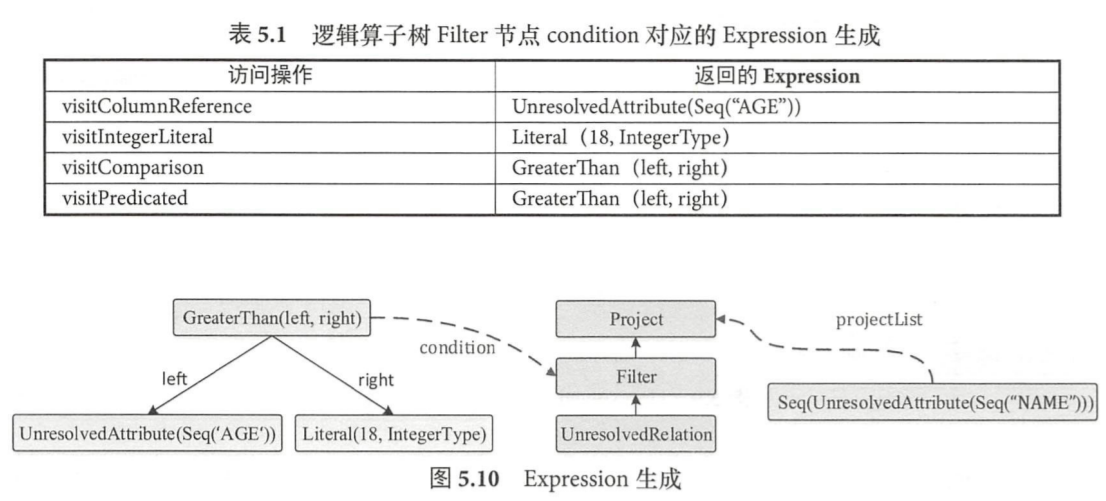 表 5.1 逻辑算子树 Filter 节点 condition 对应的 Expression 生成
访问操作 返回的 Expression
visitColumnReference UnresolvedAttribute(Seq(“AGE”))
visitIntegerLiteral Literal（18, IntegerType）
visitComparison GreaterThan（left, right）
visitPredicated GreaterThan（left, right）
GreaterThan(left, right)
condition
left
right
UnresolvedAttribute(Seq(‘AGE’))
Literal(18, IntegerType)
Project
Filter
UnresolvedRelation
projectList
Seq(UnresolvedAttribute(Seq(“NAME”)))
图 5.10 Expression 生成